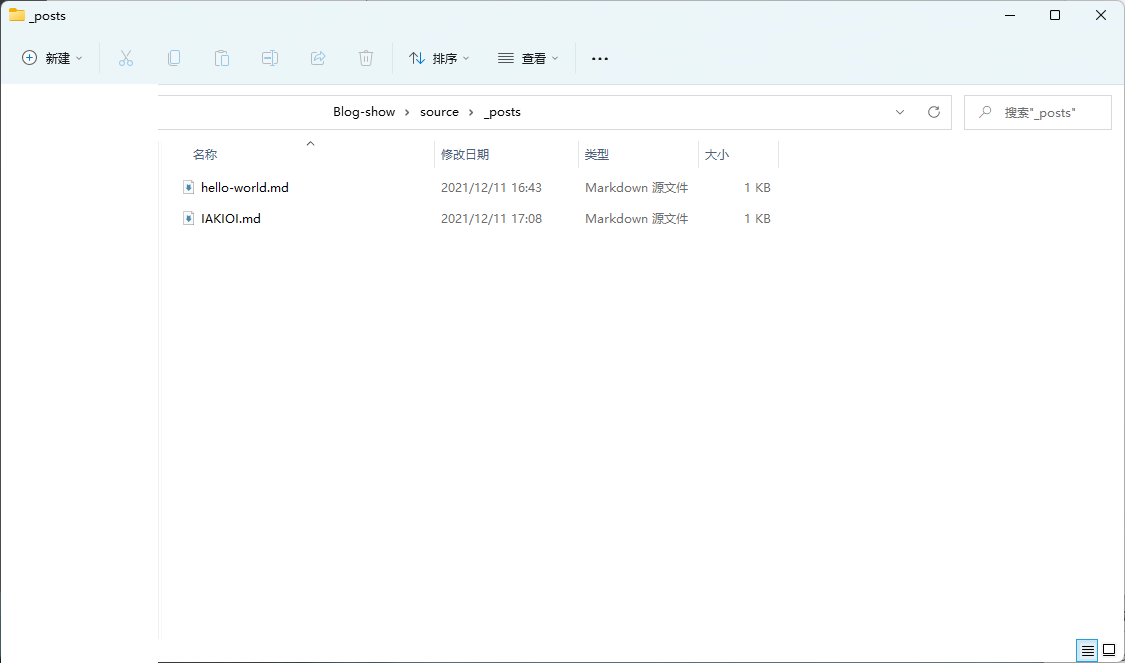 _posts
新建 排序 查看
Blog-show source _posts 搜索"_posts"
名称 修改日期 类型 大小
hello-world.md 2021/12/11 16:43 Markdown 源文件 1 KB
IAKIOI.md 2021/12/11 17:08 Markdown 源文件 1 KB